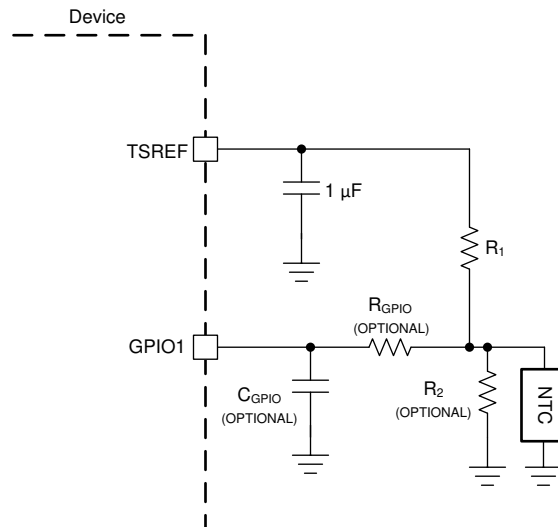 Device
TSREF
1 µF
R1
RGPIO
(OPTIONAL)
GPIO1
CGPIO
(OPTIONAL)
R2
(OPTIONAL)
NTC